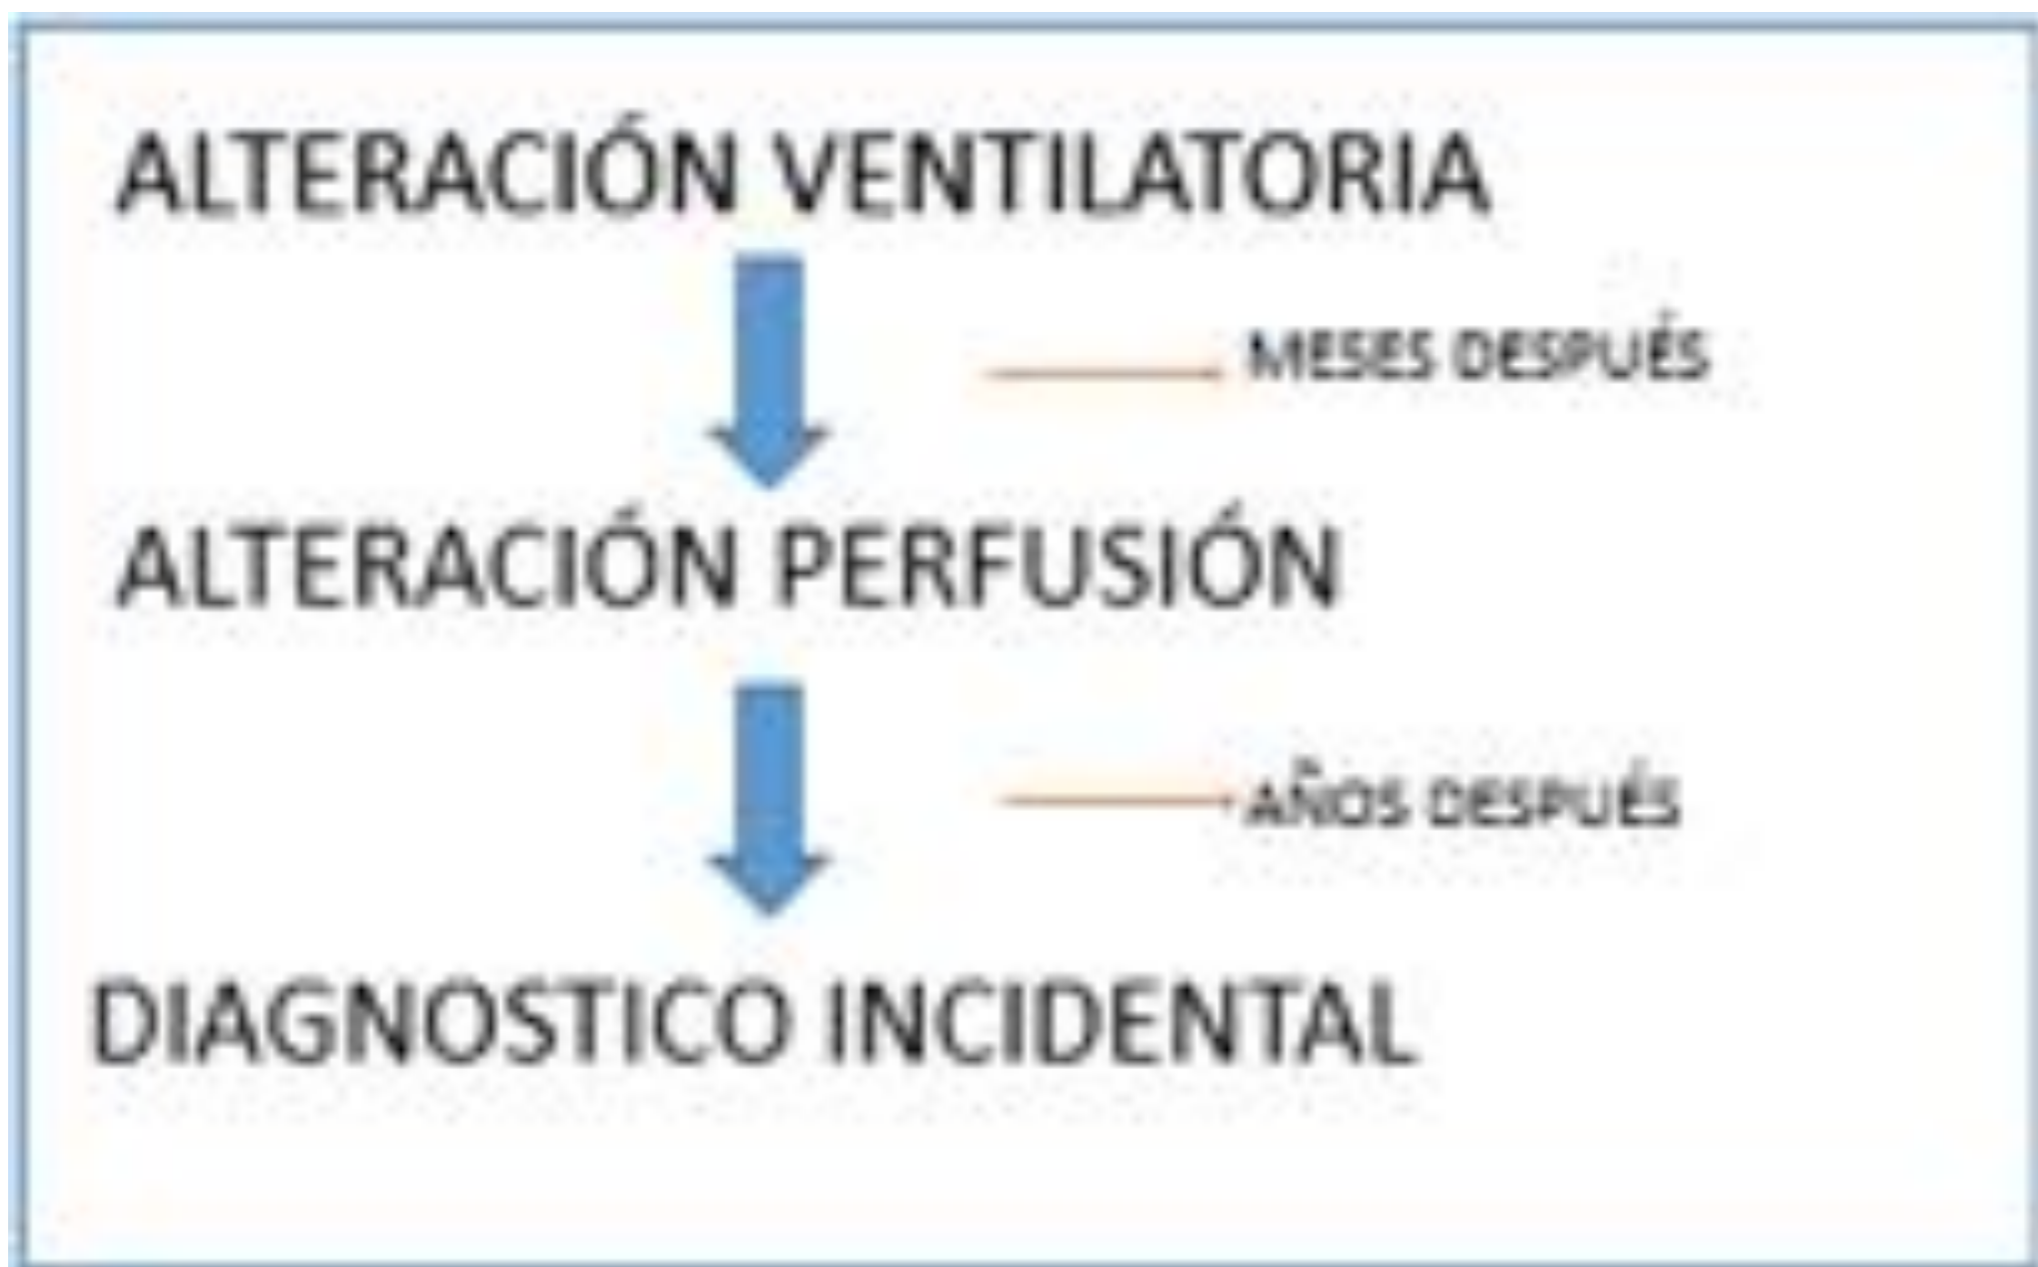 ALTERACIÓN VENTILATORIA
MESES DESPUÉS
ALTERACIÓN PERFUSIÓN
AÑOS DESPUÉS
DIAGNOSTICO INCIDENTAL